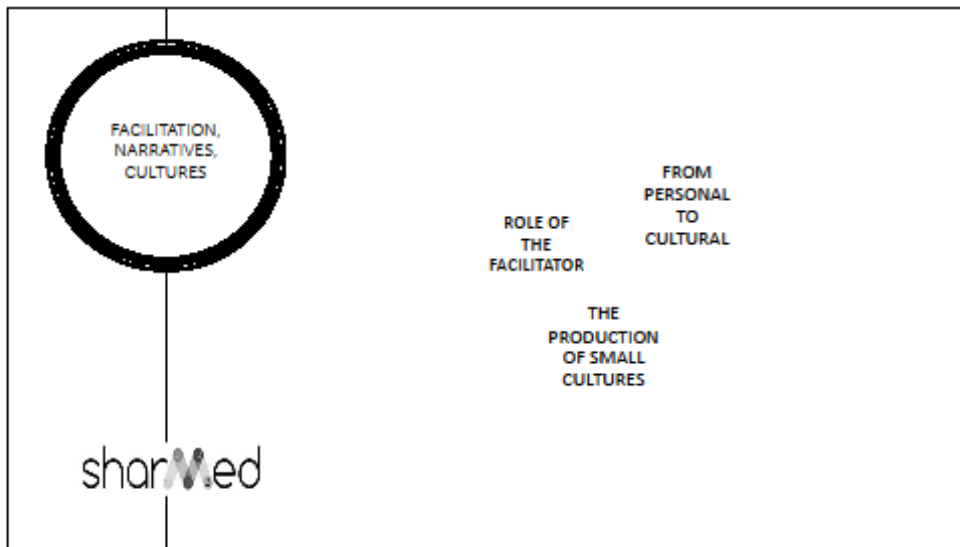 FACILITATION,
NARRATIVES,
CULTURES
FROM
PERSONAL
TO
CULTURAL
ROLE OF
THE
FACILITATOR
THE
PRODUCTION
OF SMALL
CULTURES
sharMed